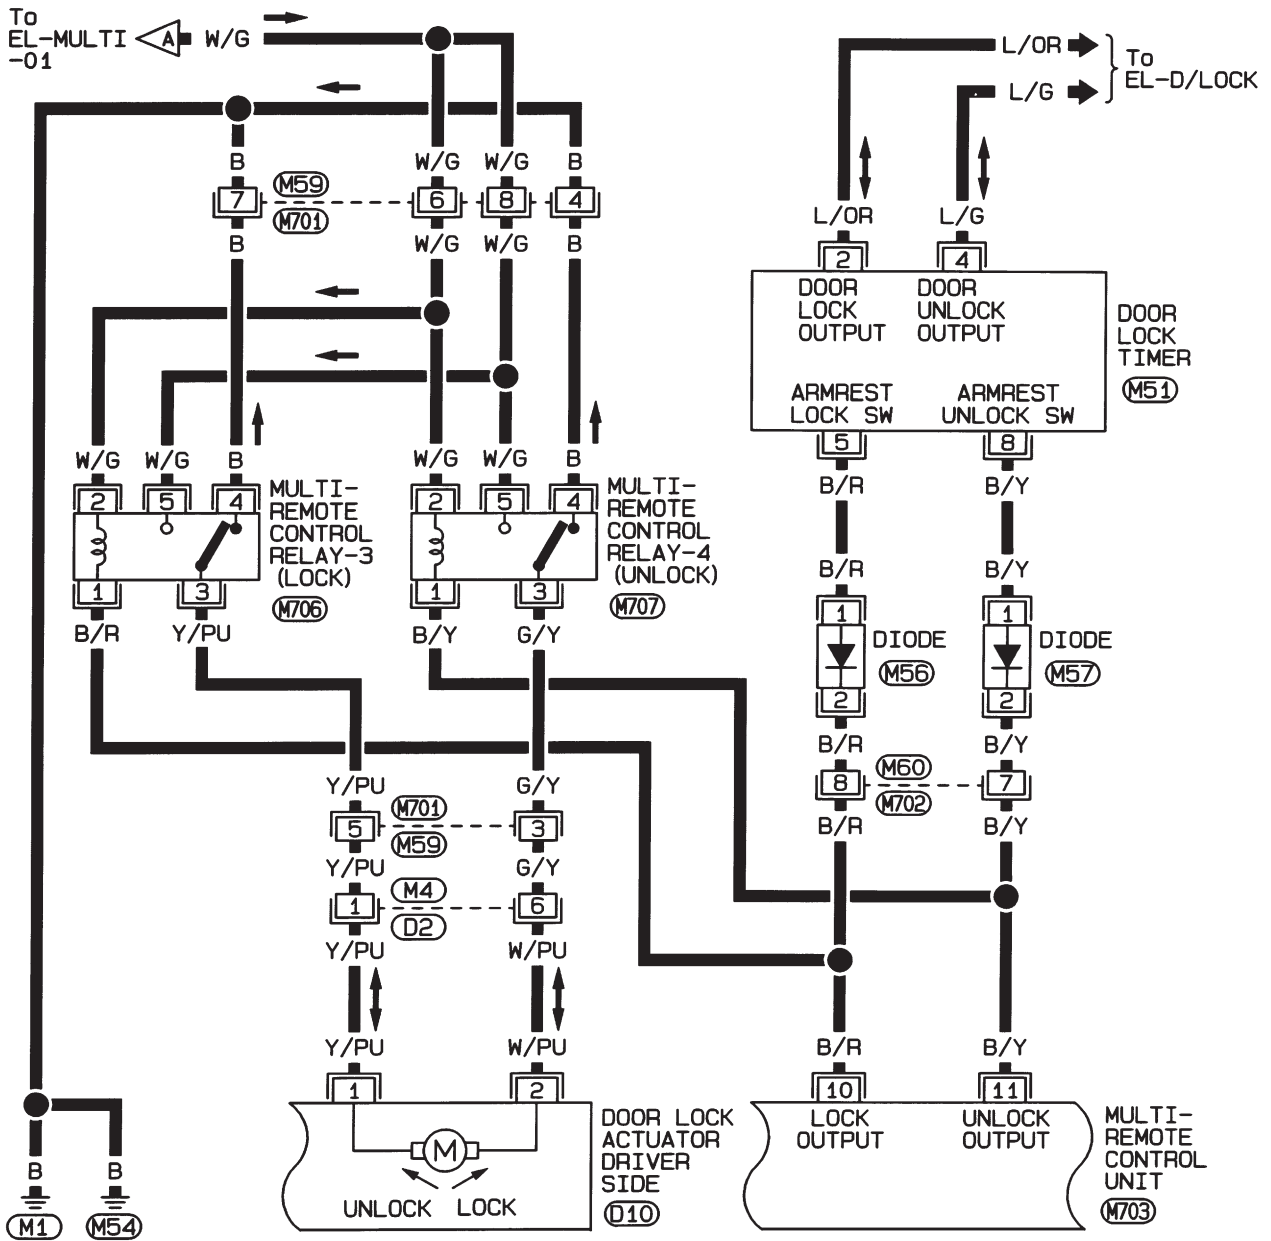 To
EL-MULTI
-01
A
W/G
L/OR
L/G
To
EL-D/LOCK
B
W/G
W/G
B
7
M59
M701
6
8
4
B
W/G
W/G
B
L/OR
L/G
2
4
DOOR
LOCK
OUTPUT
DOOR
UNLOCK
OUTPUT
DOOR
LOCK
TIMER
M51
ARMREST
LOCK SW
ARMREST
UNLOCK SW
5
8
W/G
W/G
B
W/G
W/G
B
2
5
4
MULTI-
REMOTE
CONTROL
RELAY-3
(LOCK)
M706
2
5
4
MULTI-
REMOTE
CONTROL
RELAY-4
(UNLOCK)
M707
1
3
1
3
B/R
Y/PU
B/Y
G/Y
B/R
B/Y
B/R
B/Y
1
1
DIODE
M56
DIODE
M57
2
2
B/R
B/Y
8
M60
M702
7
B/R
B/Y
Y/PU
G/Y
5
M701
M59
3
Y/PU
G/Y
1
M4
D2
6
Y/PU
W/PU
Y/PU
W/PU
B/R
B/Y
1
2
10
11
M
UNLOCK
LOCK
DOOR LOCK
ACTUATOR
DRIVER
SIDE
D10
LOCK
OUTPUT
UNLOCK
OUTPUT
MULTI-
REMOTE
CONTROL
UNIT
M703
B
B
M1
M54